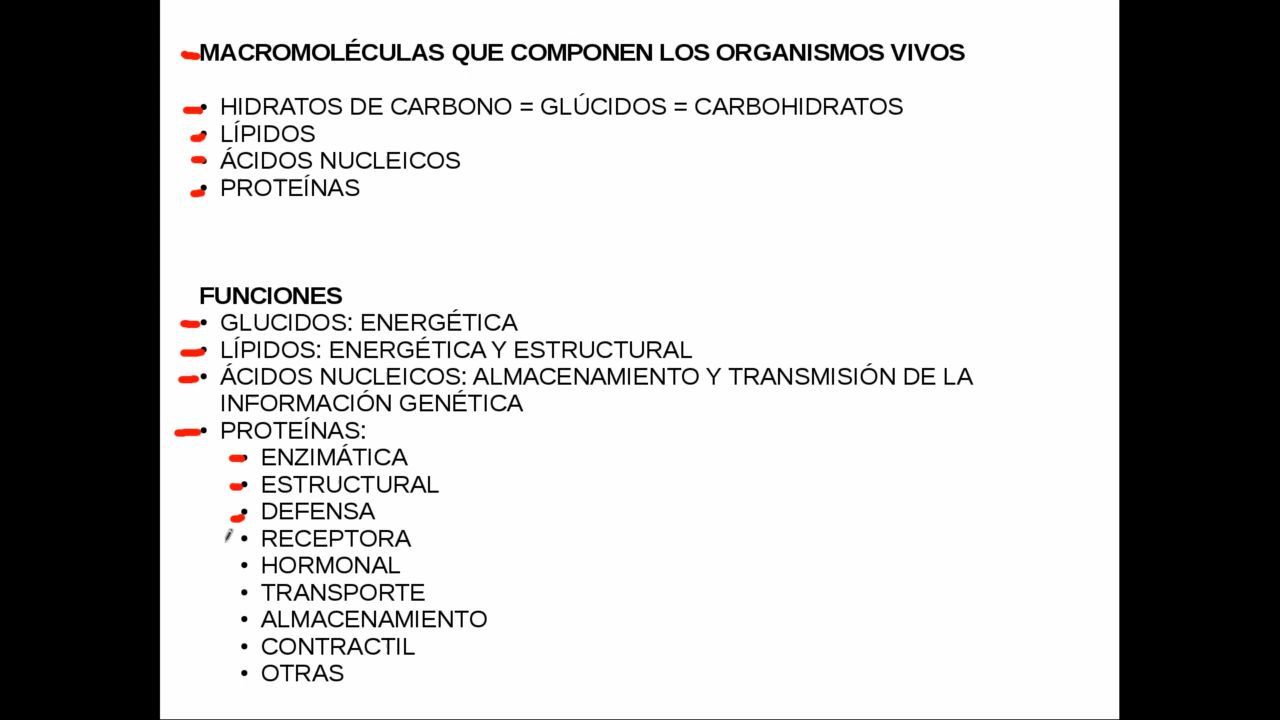 MACROMOLÉCULAS QUE COMPONEN LOS ORGANISMOS VIVOS
• HIDRATOS DE CARBONO = GLÚCIDOS = CARBOHIDRATOS
• LÍPIDOS
• ÁCIDOS NUCLEICOS
• PROTEÍNAS
FUNCIONES
• GLUCIDOS: ENERGÉTICA
• LÍPIDOS: ENERGÉTICA Y ESTRUCTURAL
• ÁCIDOS NUCLEICOS: ALMACENAMIENTO Y TRANSMISIÓN DE LA
INFORMACIÓN GENÉTICA
• PROTEÍNAS:
• ENZIMÁTICA
• ESTRUCTURAL
• DEFENSA
• RECEPTORA
• HORMONAL
• TRANSPORTE
• ALMACENAMIENTO
• CONTRACTIL
• OTRAS